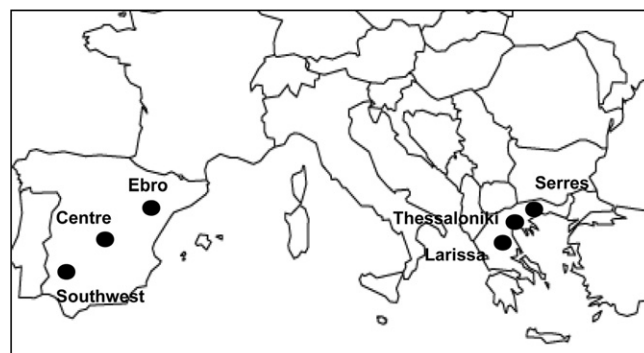 Ebro
Serres
Centre
Thessaloniki
Larissa
Southwest